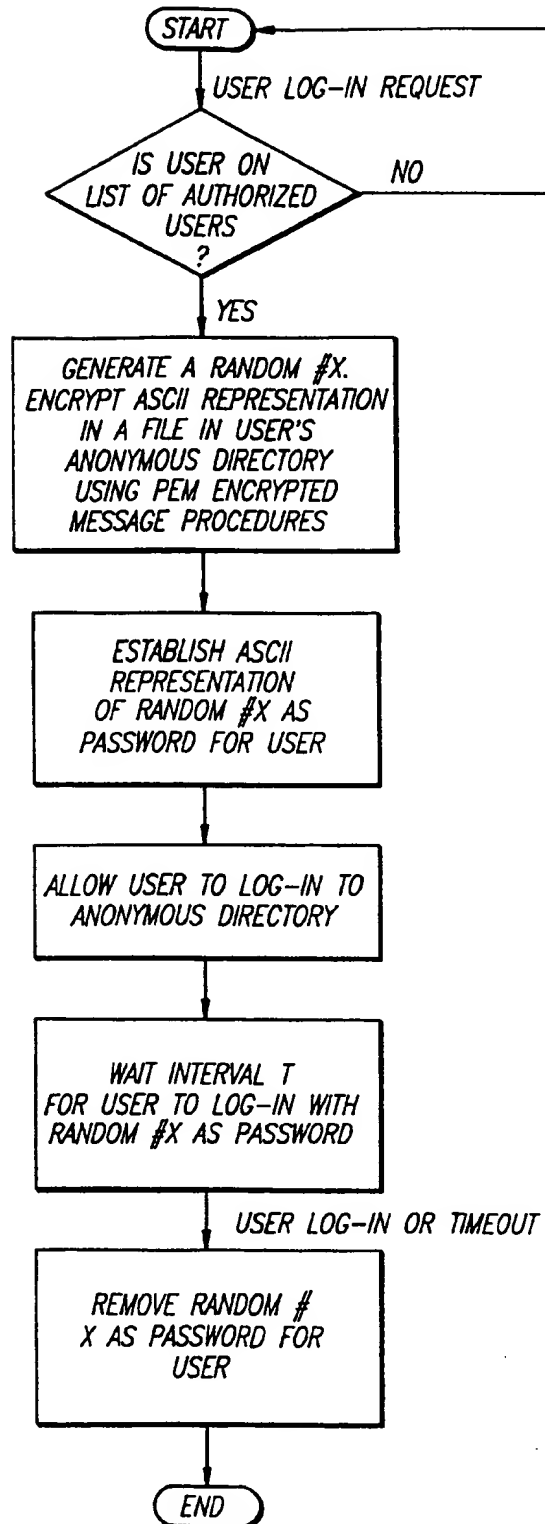 START
USER LOG-IN REQUEST
IS USER ON
LIST OF AUTHORIZED
USERS
?
NO
YES
GENERATE A RANDOM #X.
ENCRYPT ASCII REPRESENTATION
IN A FILE IN USER'S
ANONYMOUS DIRECTORY
USING PEM ENCRYPTED
MESSAGE PROCEDURES
ESTABLISH ASCII
REPRESENTATION
OF RANDOM #X AS
PASSWORD FOR USER
ALLOW USER TO LOG-IN TO
ANONYMOUS DIRECTORY
WAIT INTERVAL T
FOR USER TO LOG-IN WITH
RANDOM #X AS PASSWORD
USER LOG-IN OR TIMEOUT
REMOVE RANDOM #
X AS PASSWORD FOR
USER
END